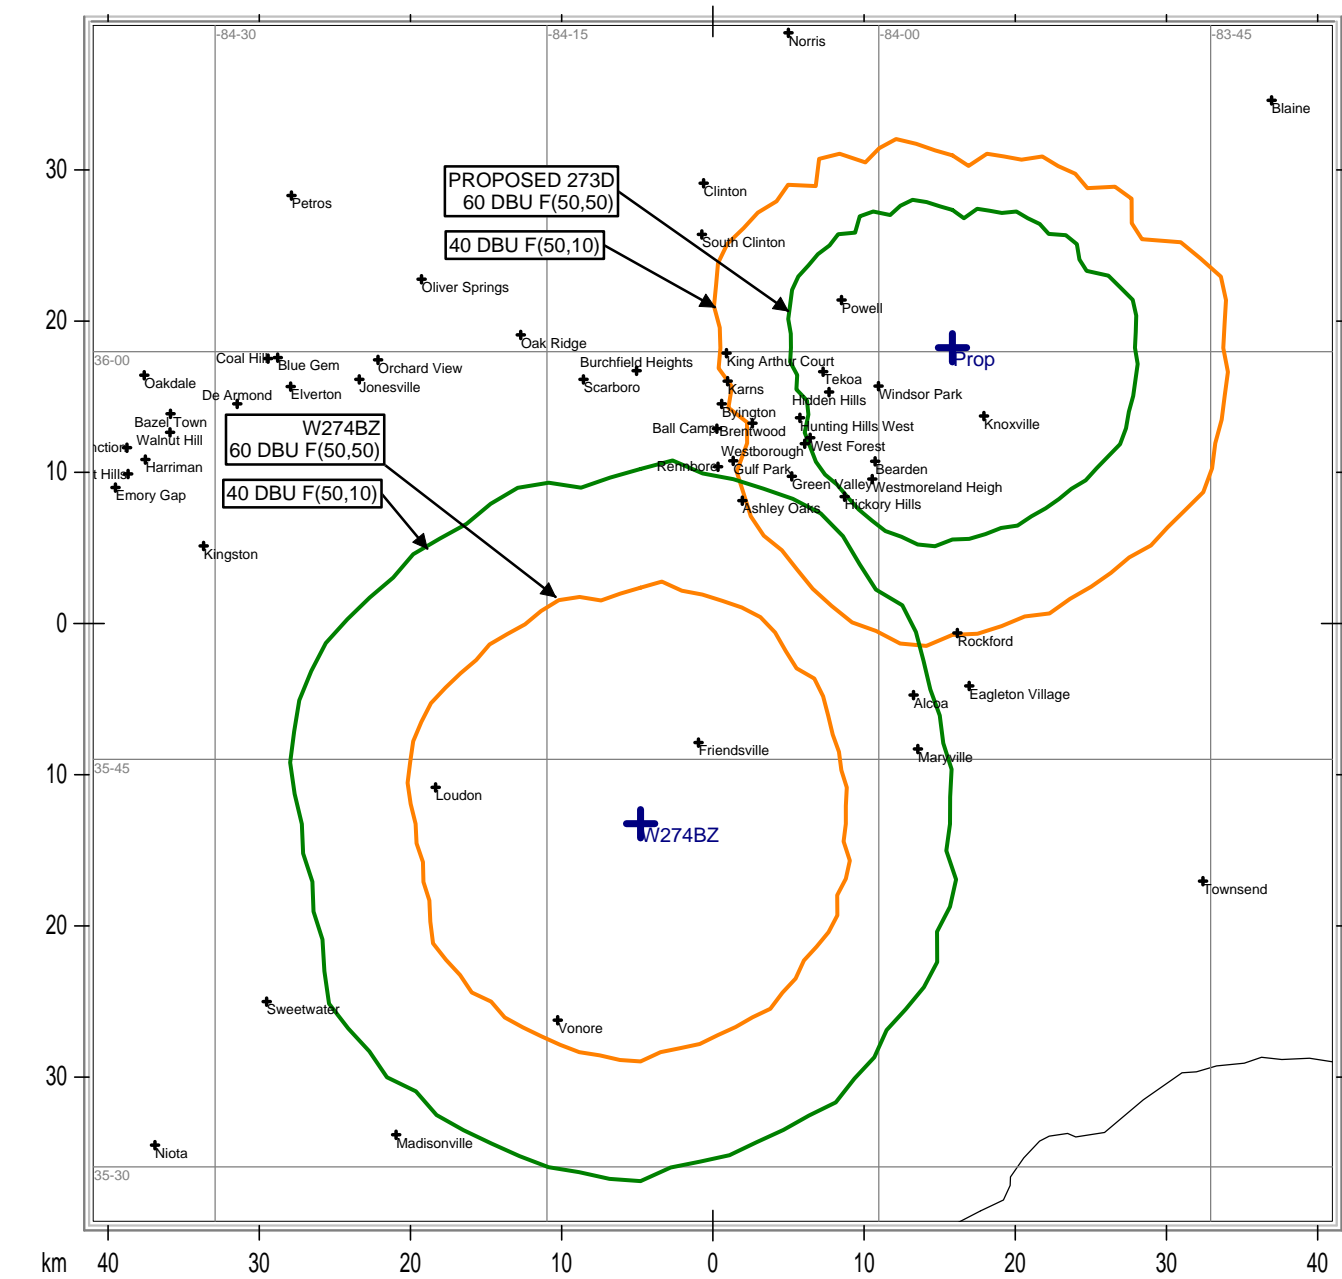 -84-30
-84-15
-84-00
-83-45
Norris
Blaine
30
PROPOSED 273D
60 DBU F(50,50)
Clinton
Petros
40 DBU F(50,10)
South Clinton
Oliver Springs
Powell
20
Oak Ridge
36-00
Coal Hill
Blue Gem
Orchard View
Burchfield Heights
King Arthur Court
Prop
Oakdale
Jonesville
Scarboro
Karns
Tekoa
De Armond
Elverton
Hidden Hills
Windsor Park
Bazel Town
Byington
Knoxville
W274BZ
60 DBU F(50,50)
Ball Camp
Brentwood
Hunting Hills West
Walnut Hill
nction
Westborough
West Forest
Harriman
10
t Hills
Rennboro
Gulf Park
Bearden
Emory Gap
40 DBU F(50,10)
Green Valley
Westmoreland Heigh
Ashley Oaks
Hickory Hills
Kingston
0
Rockford
Eagleton Village
Alcoa
Friendsville
Maryville
35-45
10
Loudon
W274BZ
Townsend
20
Sweetwater
Vonore
30
Madisonville
Niota
35-30
km
40
30
20
10
0
10
20
30
40